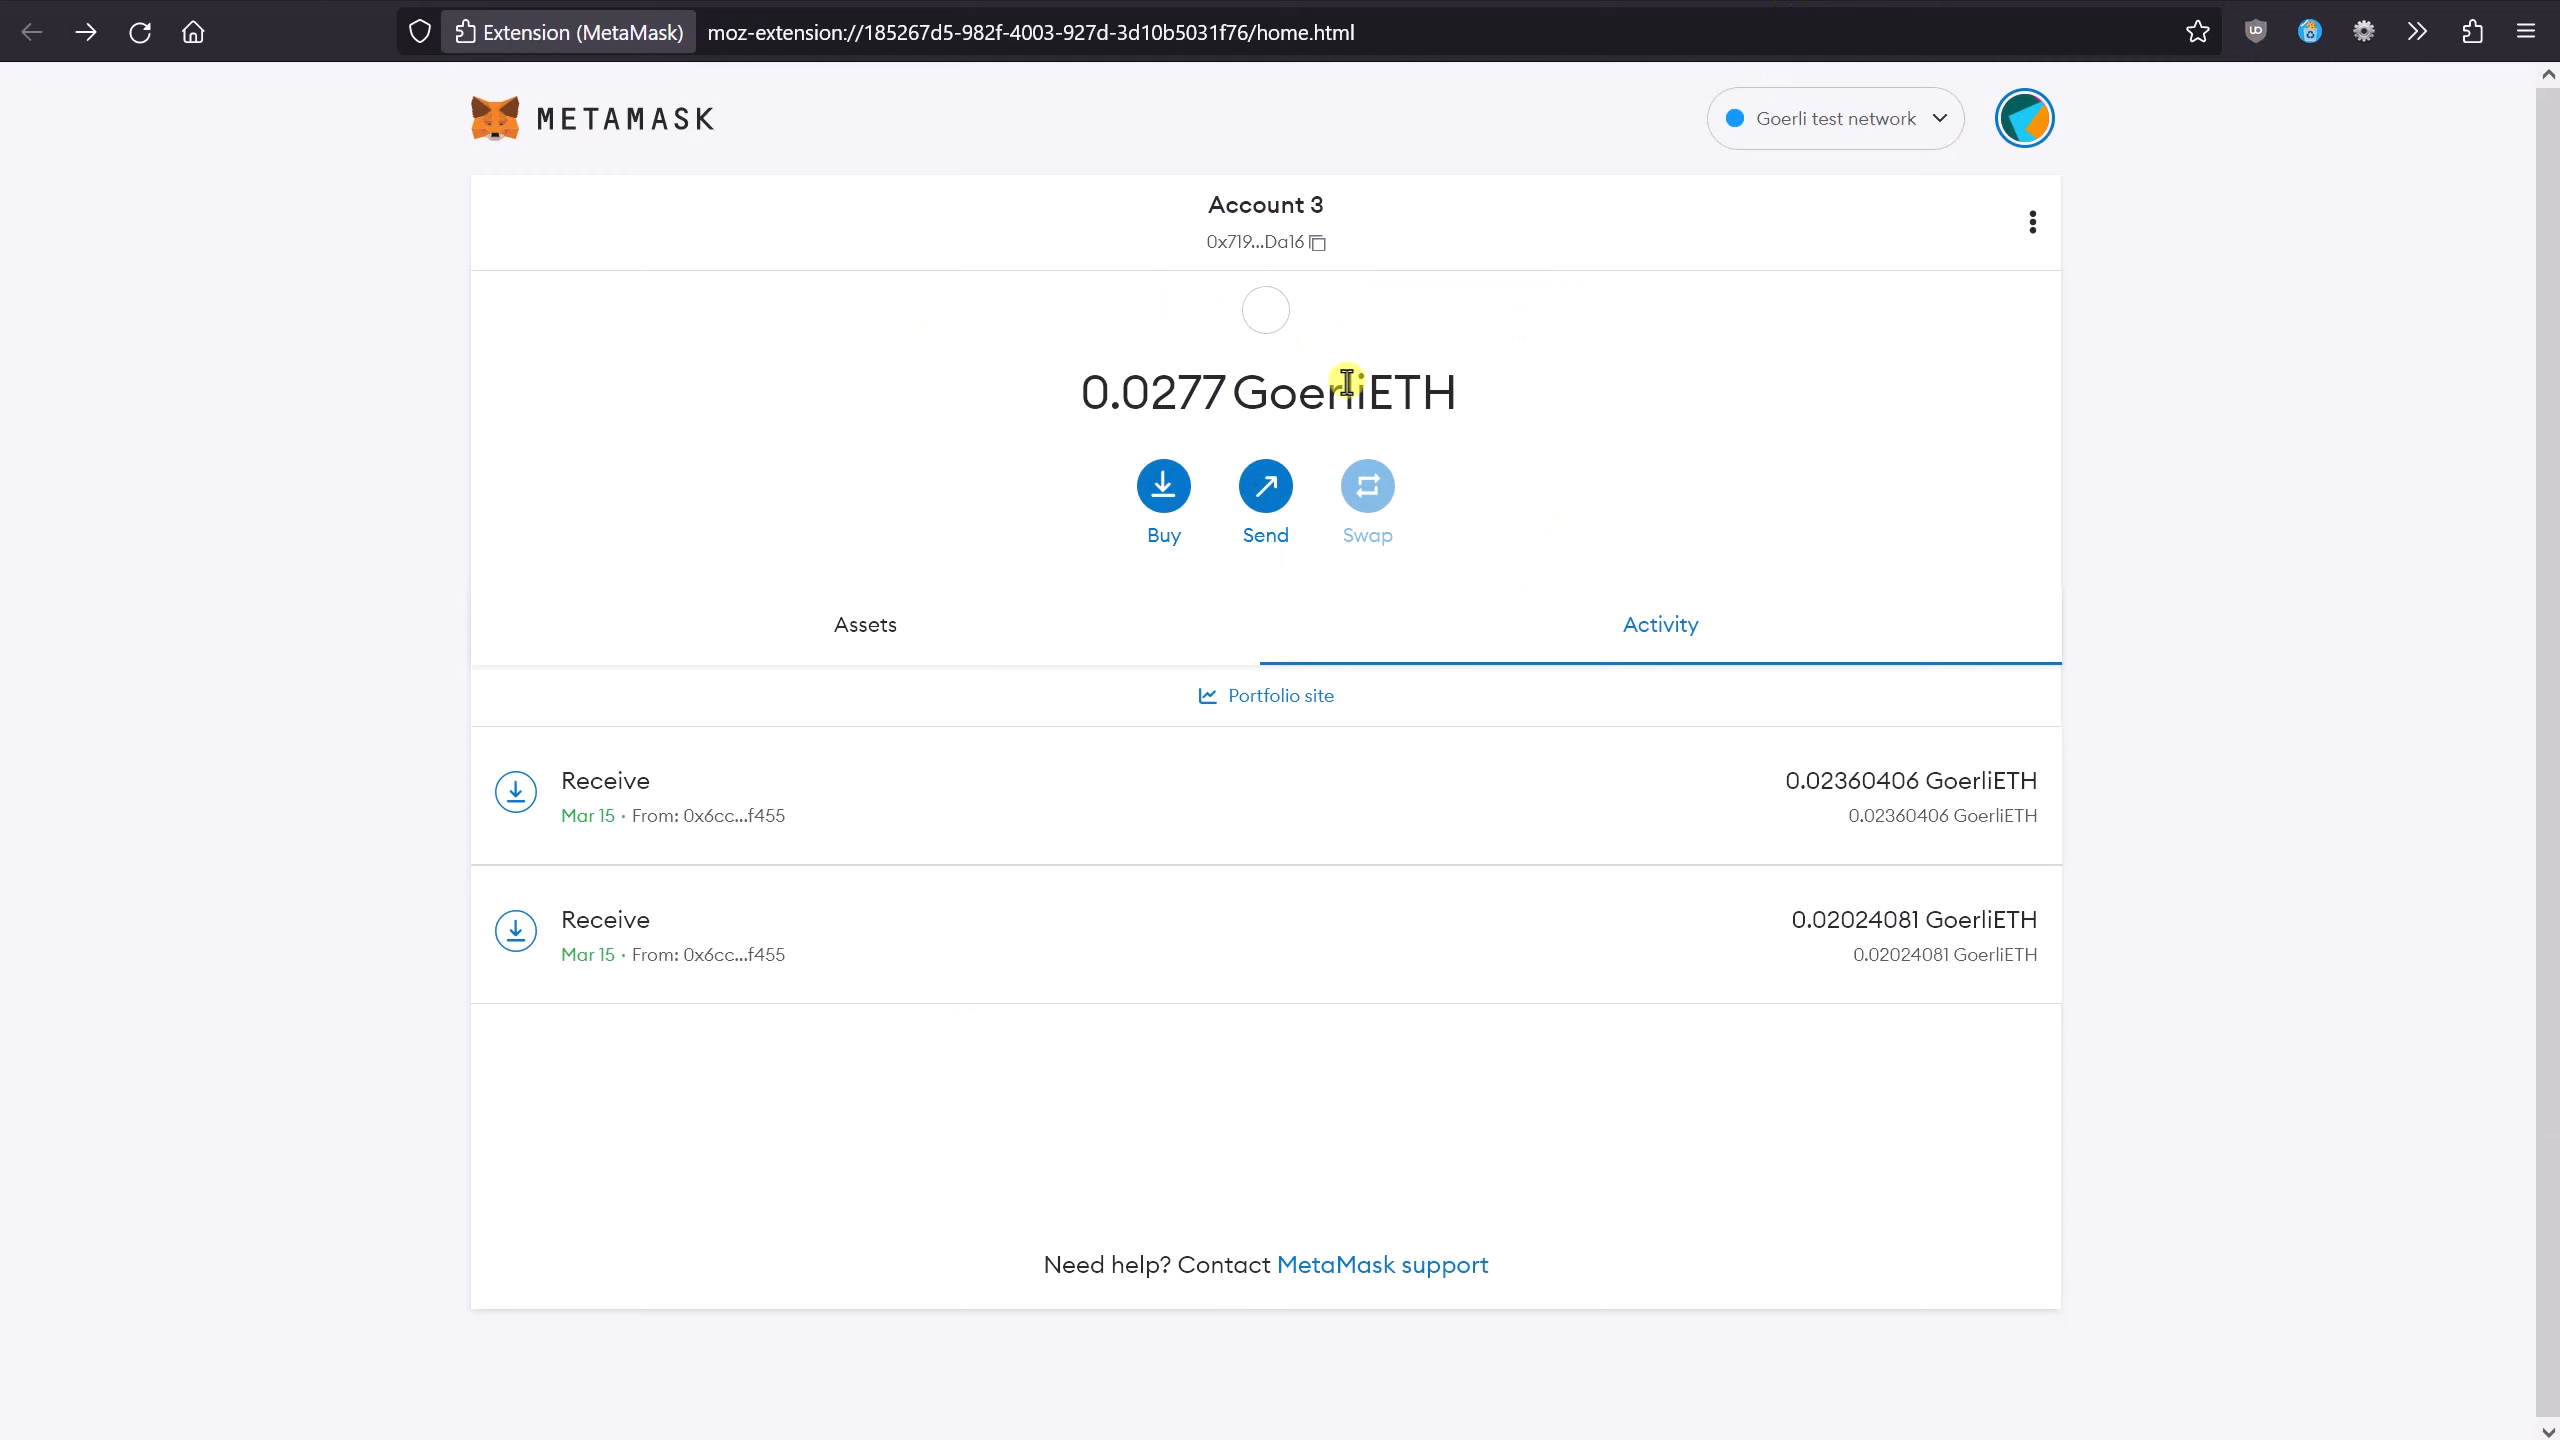 Extension (MetaMask) moz-extension://185267d5-982f-4003-927d-3d10b5031f76/home.html
METAMASK
Goerli test network
Account 3
0x719...Da16
0.0277 GoerliETH
Buy Send Swap
Assets Activity
Portfolio site
Receive 0.02360406 GoerliETH
Mar 15 · From: 0x6cc...f455 0.02360406 GoerliETH
Receive 0.02024081 GoerliETH
Mar 15 · From: 0x6cc...f455 0.02024081 GoerliETH
Need help? Contact MetaMask support